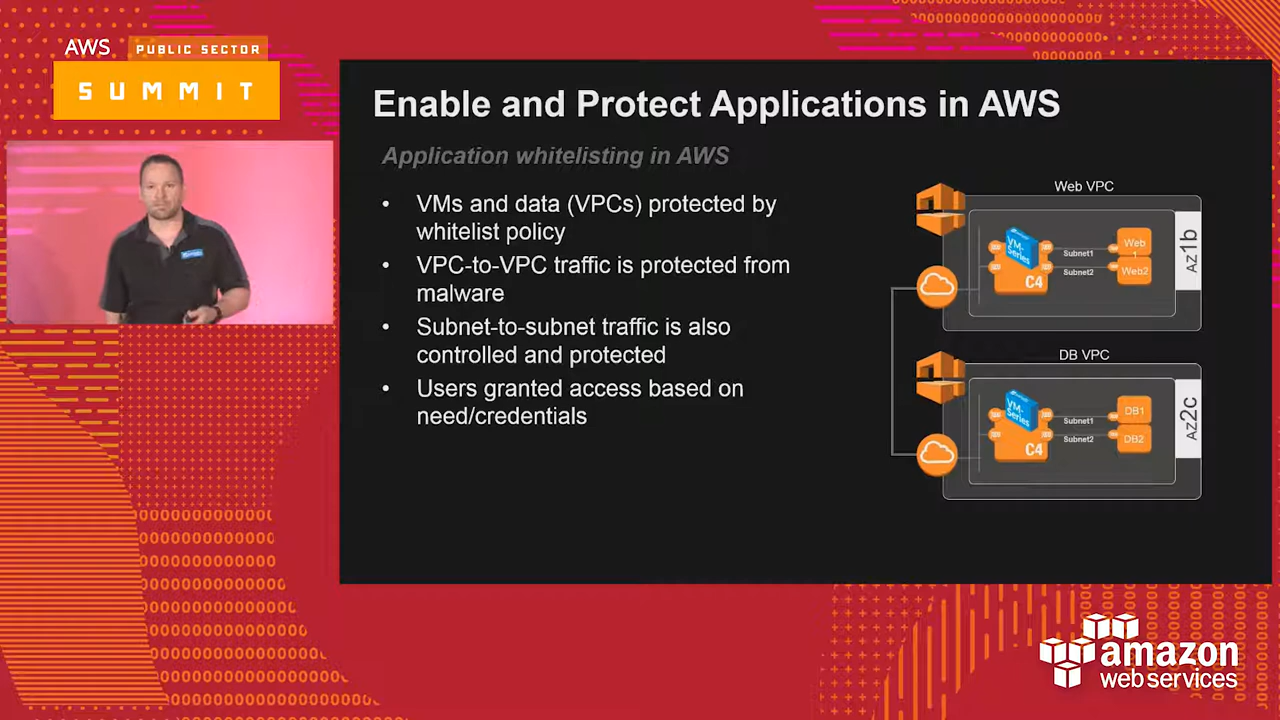 AWS PUBLIC SECTOR
SUMMIT
Enable and Protect Applications in AWS
Application whitelisting in AWS
• VMs and data (VPCs) protected by
whitelist policy
• VPC-to-VPC traffic is protected from
malware
• Subnet-to-subnet traffic is also
controlled and protected
• Users granted access based on
need/credentials
Web VPC
VM-
Series
C4
Subnet1
Subnet2
Web
1
Web2
AZ1b
DB VPC
VM-
Series
C4
Subnet1
Subnet2
DB1
DB2
AZ2c
amazon
web services